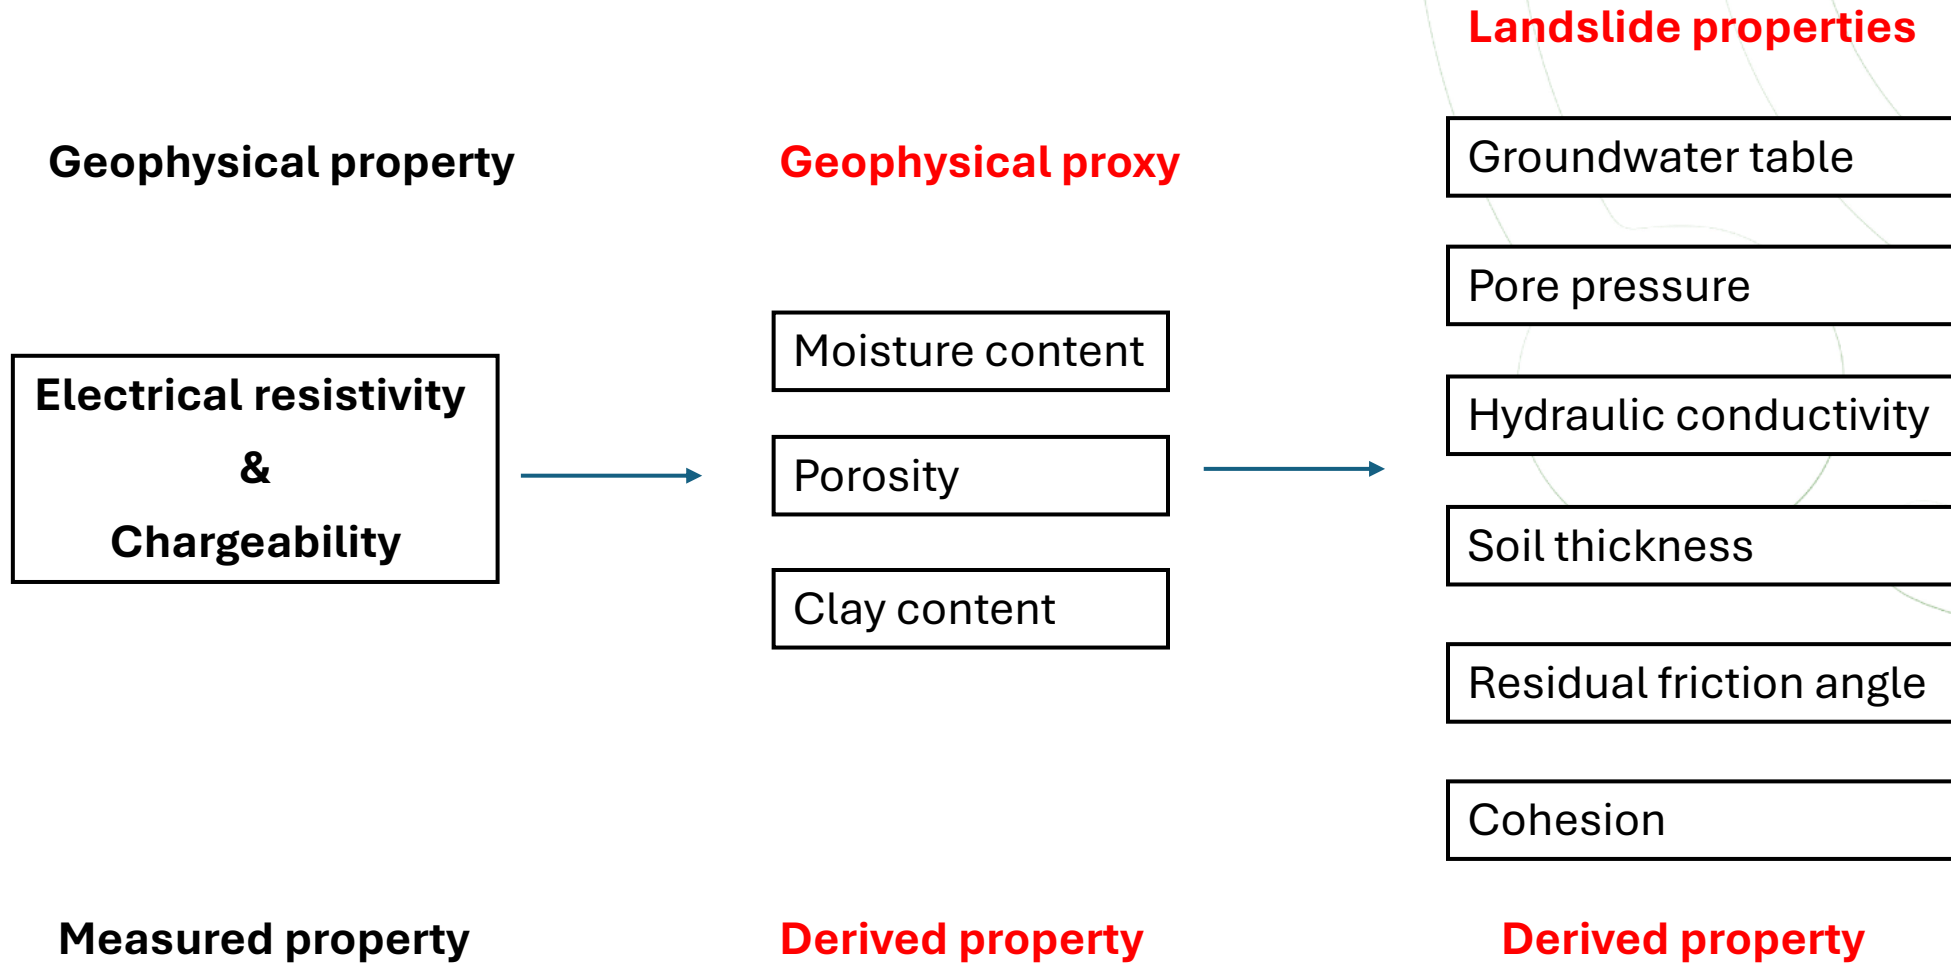 Geophysical property
Electrical resistivity
&
Chargeability
Measured property
Geophysical proxy
Moisture content
Porosity
Clay content
Derived property
Landslide properties
Groundwater table
Pore pressure
Hydraulic conductivity
Soil thickness
Residual friction angle
Cohesion
Derived property